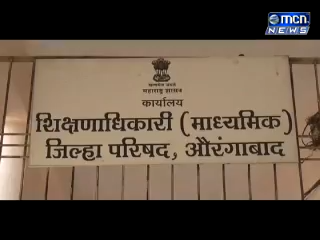 mcn
NEWS
महाराष्ट्र शासन
कार्यालय
शिक्षणाधिकारी (माध्यमिक)
जिल्हा परिषद, औरंगाबाद